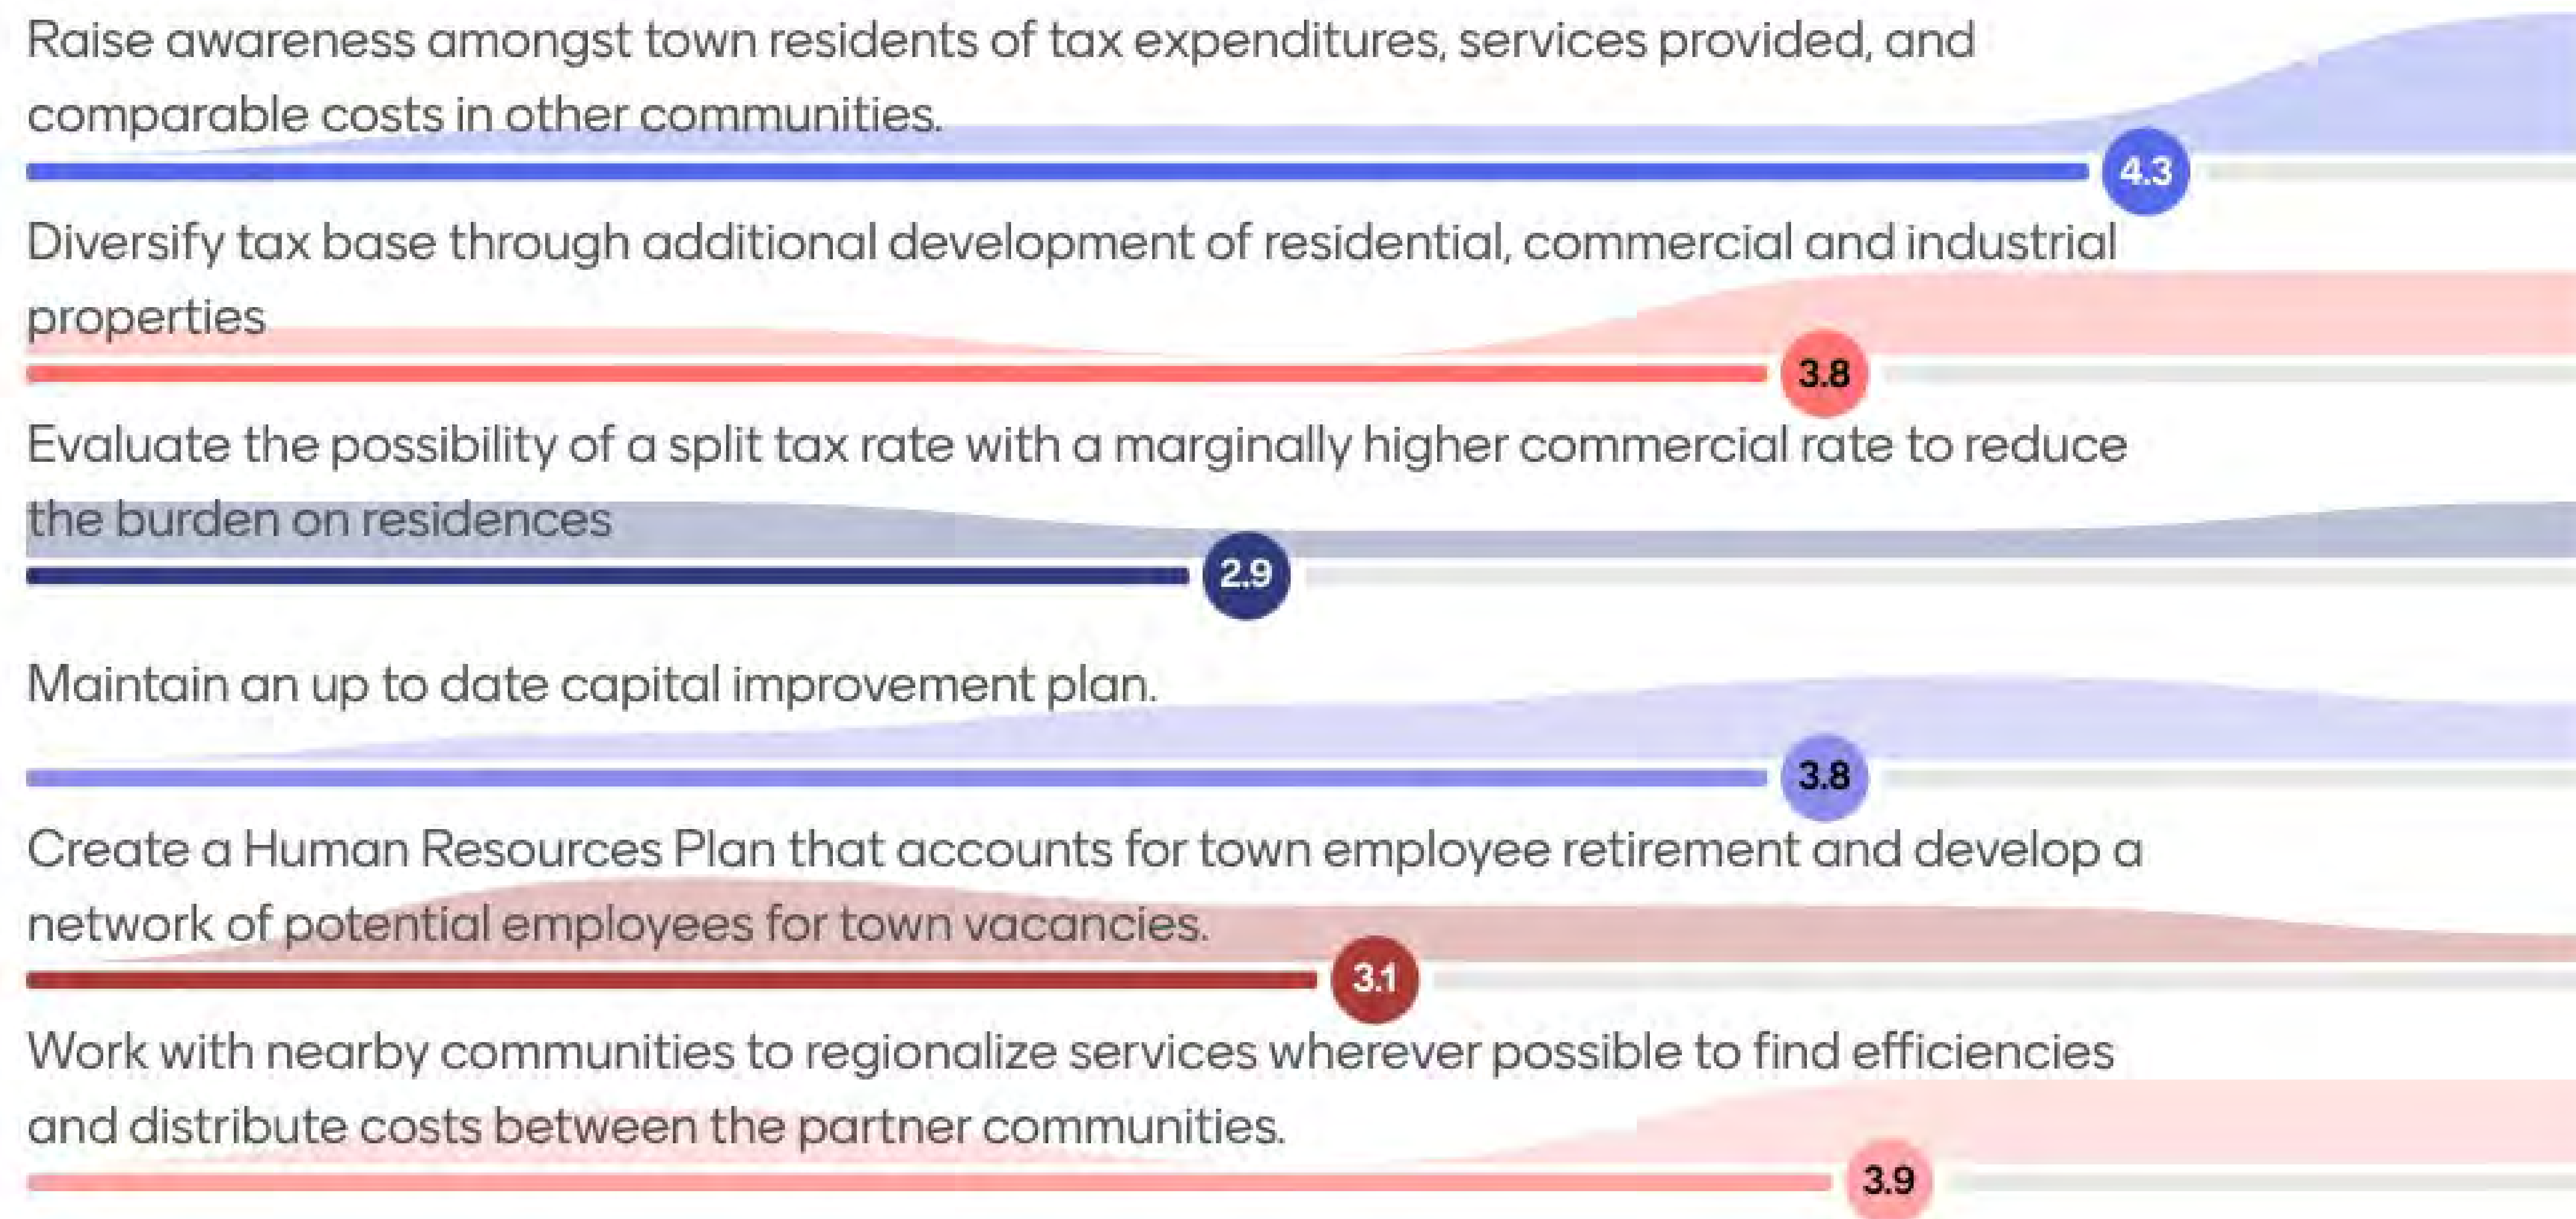 Raise awareness amongst town residents of tax expenditures, services provided, and
comparable costs in other communities.
4.3
Diversify tax base through additional development of residential, commercial and industrial
properties
3.8
Evaluate the possibility of a split tax rate with a marginally higher commercial rate to reduce
the burden on residences
2.9
Maintain an up to date capital improvement plan.
3.8
Create a Human Resources Plan that accounts for town employee retirement and develop a
network of potential employees for town vacancies.
3.1
Work with nearby communities to regionalize services wherever possible to find efficiencies
and distribute costs between the partner communities.
3.9